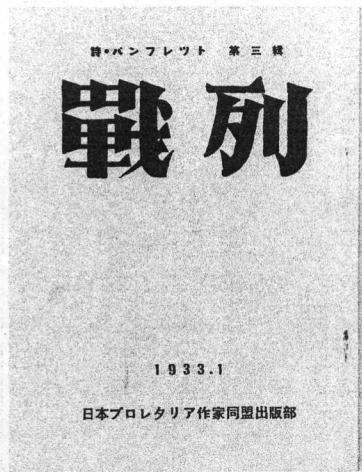 詩・パンフレツト 第三輯
戰列
1933.1
日本プロレタリア作家同盟出版部